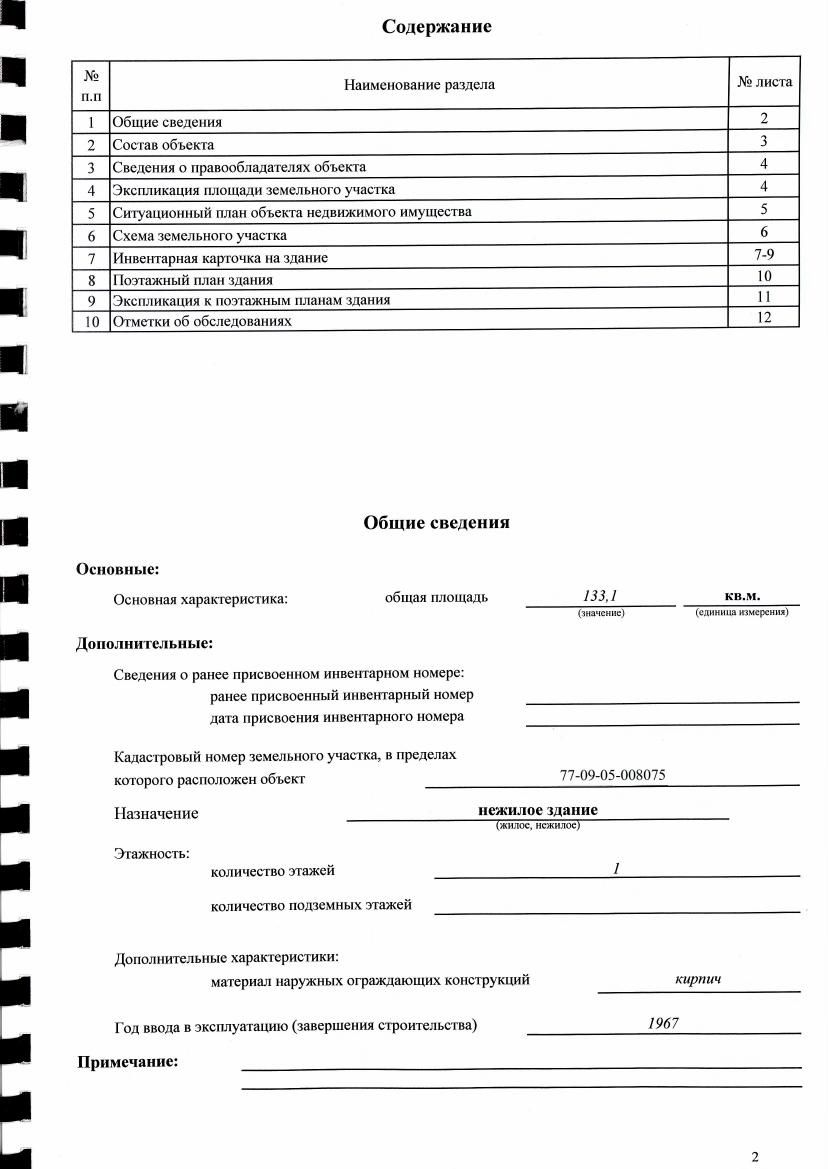 Содержание
№ п.п Наименование раздела № листа
1 Общие сведения 2
2 Состав объекта 3
3 Сведения о правообладателях объекта 4
4 Экспликация площади земельного участка 4
5 Ситуационный план объекта недвижимого имущества 5
6 Схема земельного участка 6
7 Инвентарная карточка на здание 7-9
8 Поэтажный план здания 10
9 Экспликация к поэтажным планам здания 11
10 Отметки об обследованиях 12
Общие сведения
Основные:
Основная характеристика: общая площадь 133,1 кв.м.
(значение) (единица измерения)
Дополнительные:
Сведения о ранее присвоенном инвентарном номере:
ранее присвоенный инвентарный номер
дата присвоения инвентарного номера
Кадастровый номер земельного участка, в пределах
которого расположен объект 77-09-05-008075
Назначение нежилое здание
(жилое, нежилое)
Этажность:
количество этажей 1
количество подземных этажей
Дополнительные характеристики:
материал наружных ограждающих конструкций кирпич
Год ввода в эксплуатацию (завершения строительства) 1967
Примечание:
2